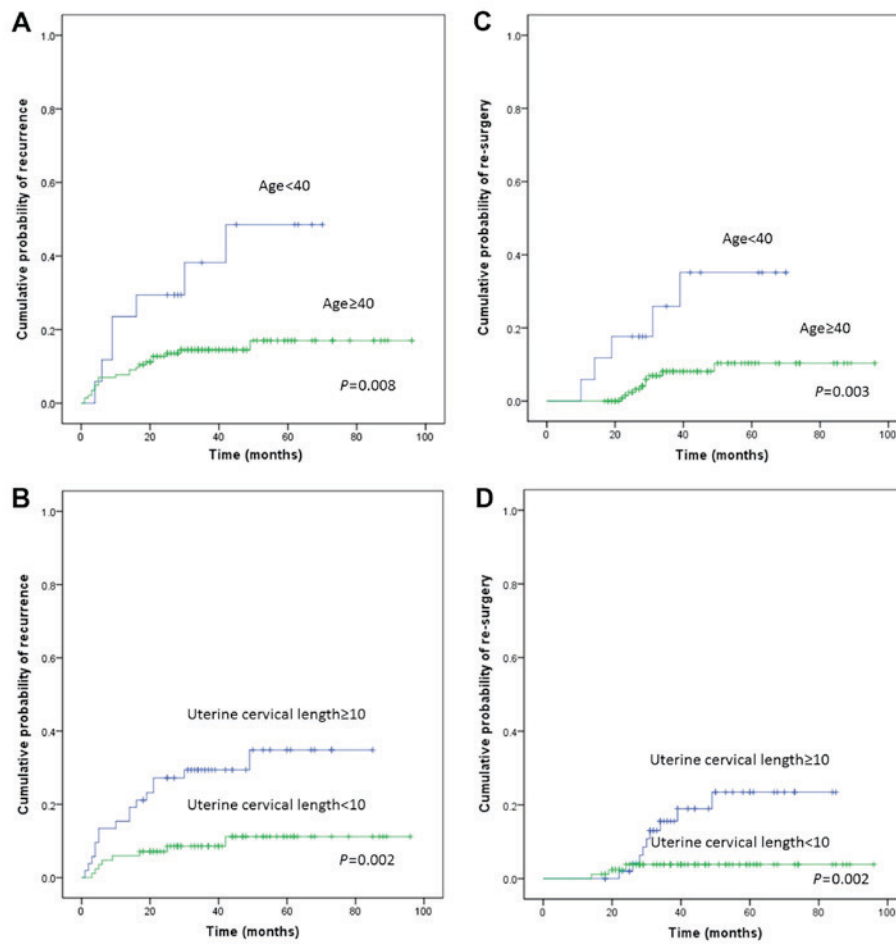 A
Cumulative probability of recurrence
1.0
0.8
0.6
0.4
0.2
0.0
Age<40
Age≥40
P=0.008
0 20 40 60 80 100
Time (months)
C
Cumulative probability of re-surgery
1.0
0.8
0.6
0.4
0.2
0.0
Age<40
Age≥40
P=0.003
0 20 40 60 80 100
Time (months)
B
Cumulative probability of recurrence
1.0
0.8
0.6
0.4
0.2
0.0
Uterine cervical length≥10
Uterine cervical length<10
P=0.002
0 20 40 60 80 100
Time (months)
D
Cumulative probability of re-surgery
1.0
0.8
0.6
0.4
0.2
0.0
Uterine cervical length≥10
Uterine cervical length<10
P=0.002
0 20 40 60 80 100
Time (months)